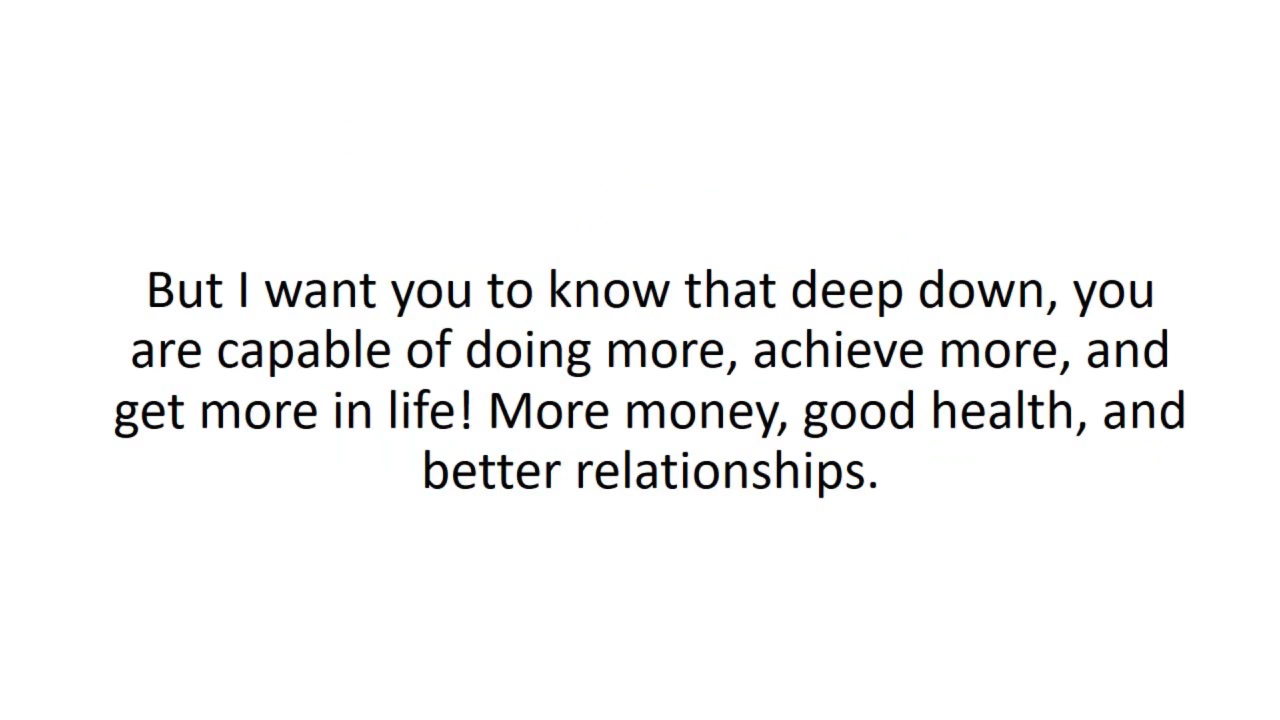 But I want you to know that deep down, you
are capable of doing more, achieve more, and
get more in life! More money, good health, and
better relationships.